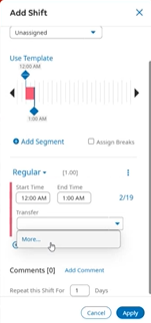 Add Shift
Unassigned
Use Template
12:00 AM
1:00 AM
Add Segment
Assign Breaks
Regular
[1.00]
Start Time
End Time
12:00 AM
1:00 AM
2/19
Transfer
More...
Comments [0]
Add Comment
Repeat this Shift For 1 Days
Cancel
Apply